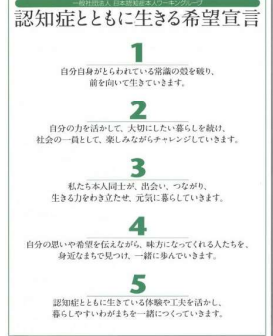 一般社団法人 日本認知症本人ワーキンググループ
認知症とともに生きる希望宣言
1
自分自身がとらわれている常識の殻を破り、
前を向いて生きていきます。
2
自分の力を活かして、大切にしたい暮らしを続け、
社会の一員として、楽しみながらチャレンジしていきます。
3
私たち本人同士が、出会い、つながり、
生きる力をわき立たせ、元気に暮らしていきます。
4
自分の思いや希望を伝えながら、味方になってくれる人たちを、
身近なまちで見つけ、一緒に歩んでいきます。
5
認知症とともに生きている体験や工夫を活かし、
暮らしやすいわがまちを一緒につくっていきます。